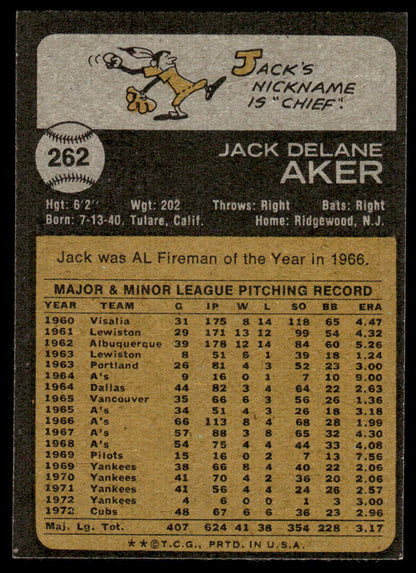 JACK'S
NICKNAME
IS "CHIEF".
262
JACK DELANE
AKER
Hgt: 6'2" Wgt: 202 Throws: Right Bats: Right
Born: 7-13-40, Tulare, Calif. Home: Ridgewood, N.J.
Jack was AL Fireman of the Year in 1966.
MAJOR & MINOR LEAGUE PITCHING RECORD
YEAR TEAM G IP W L SO BB ERA
1960 Visalia 31 175 8 14 118 65 4.47
1961 Lewiston 29 171 13 12 99 54 4.32
1962 Albuquerque 39 178 12 14 84 60 5.26
1963 Lewiston 8 51 6 1 39 18 1.24
1963 Portland 26 81 4 3 52 23 3.00
1964 A's 9 16 0 1 7 10 9.00
1964 Dallas 44 82 3 4 64 22 2.63
1965 Vancouver 35 66 6 5 50 20 1.36
1965 A's 34 51 4 3 26 18 3.18
1966 A's 66 113 8 4 68 28 1.99
1967 A's 57 88 3 8 65 32 4.30
1968 A's 54 75 4 4 44 33 4.08
1969 Pilots 15 16 0 2 7 13 7.56
1969 Yankees 38 66 8 4 40 22 2.06
1970 Yankees 41 70 4 2 36 20 2.06
1971 Yankees 41 56 4 4 24 26 2.57
1972 Yankees 4 6 0 0 1 3 3.00
1972 Cubs 48 67 6 6 36 23 2.96
Maj. Lg. Tot. 407 624 41 38 354 228 3.17
**©T.C.G., PRTD. IN U.S.A.